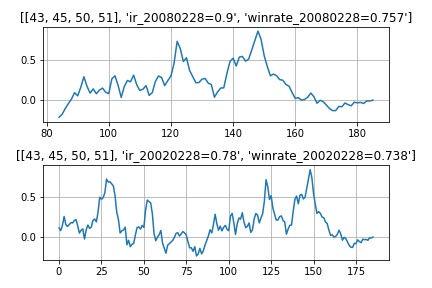 [[43, 45, 50, 51], 'ir_20080228=0.9', 'winrate_20080228=0.757']
0.5
0.0
80 100 120 140 160 180
[[43, 45, 50, 51], 'ir_20020228=0.78', 'winrate_20020228=0.738']
0.5
0.0
0 25 50 75 100 125 150 175